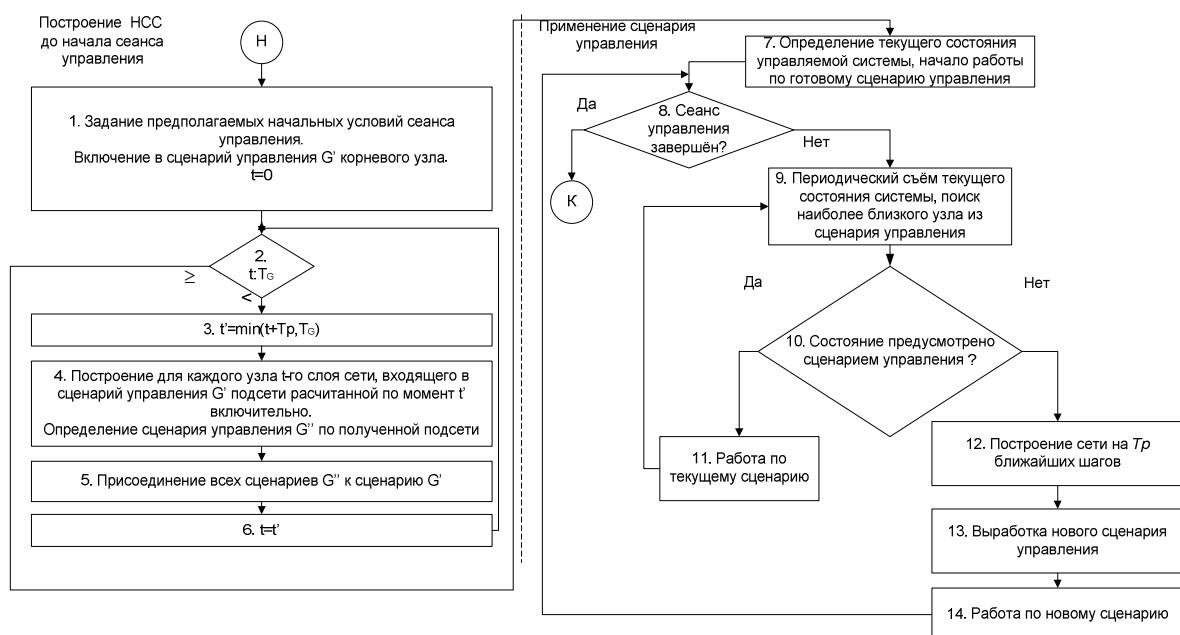 Построение НСС
до начала сеанса
управления
Н
1. Задание предполагаемых начальных условий сеанса
управления.
Включение в сценарий управления G’ корневого узла.
t=0
2.
t:TG
≥
<
3. t’=min(t+Tp,TG)
4. Построение для каждого узла t-го слоя сети, входящего в
сценарий управления G’ подсети расчитанной по момент t’
включительно.
Определение сценария управления G’’ по полученной подсети
5. Присоединение всех сценариев G’’ к сценарию G’
6. t=t’
Применение сценария
управления
7. Определение текущего состояния
управляемой системы, начало работы
по готовому сценарию управления
Да
8. Сеанс
управления
завершён?
Нет
К
9. Периодический съём текущего
состояния системы, поиск
наиболее близкого узла из
сценария управления
Да
Нет
10. Состояние предусмотрено
сценарием управления ?
11. Работа по
текущему сценарию
12. Построение сети на Tp
ближайших шагов
13. Выработка нового сценария
управления
14. Работа по новому сценарию